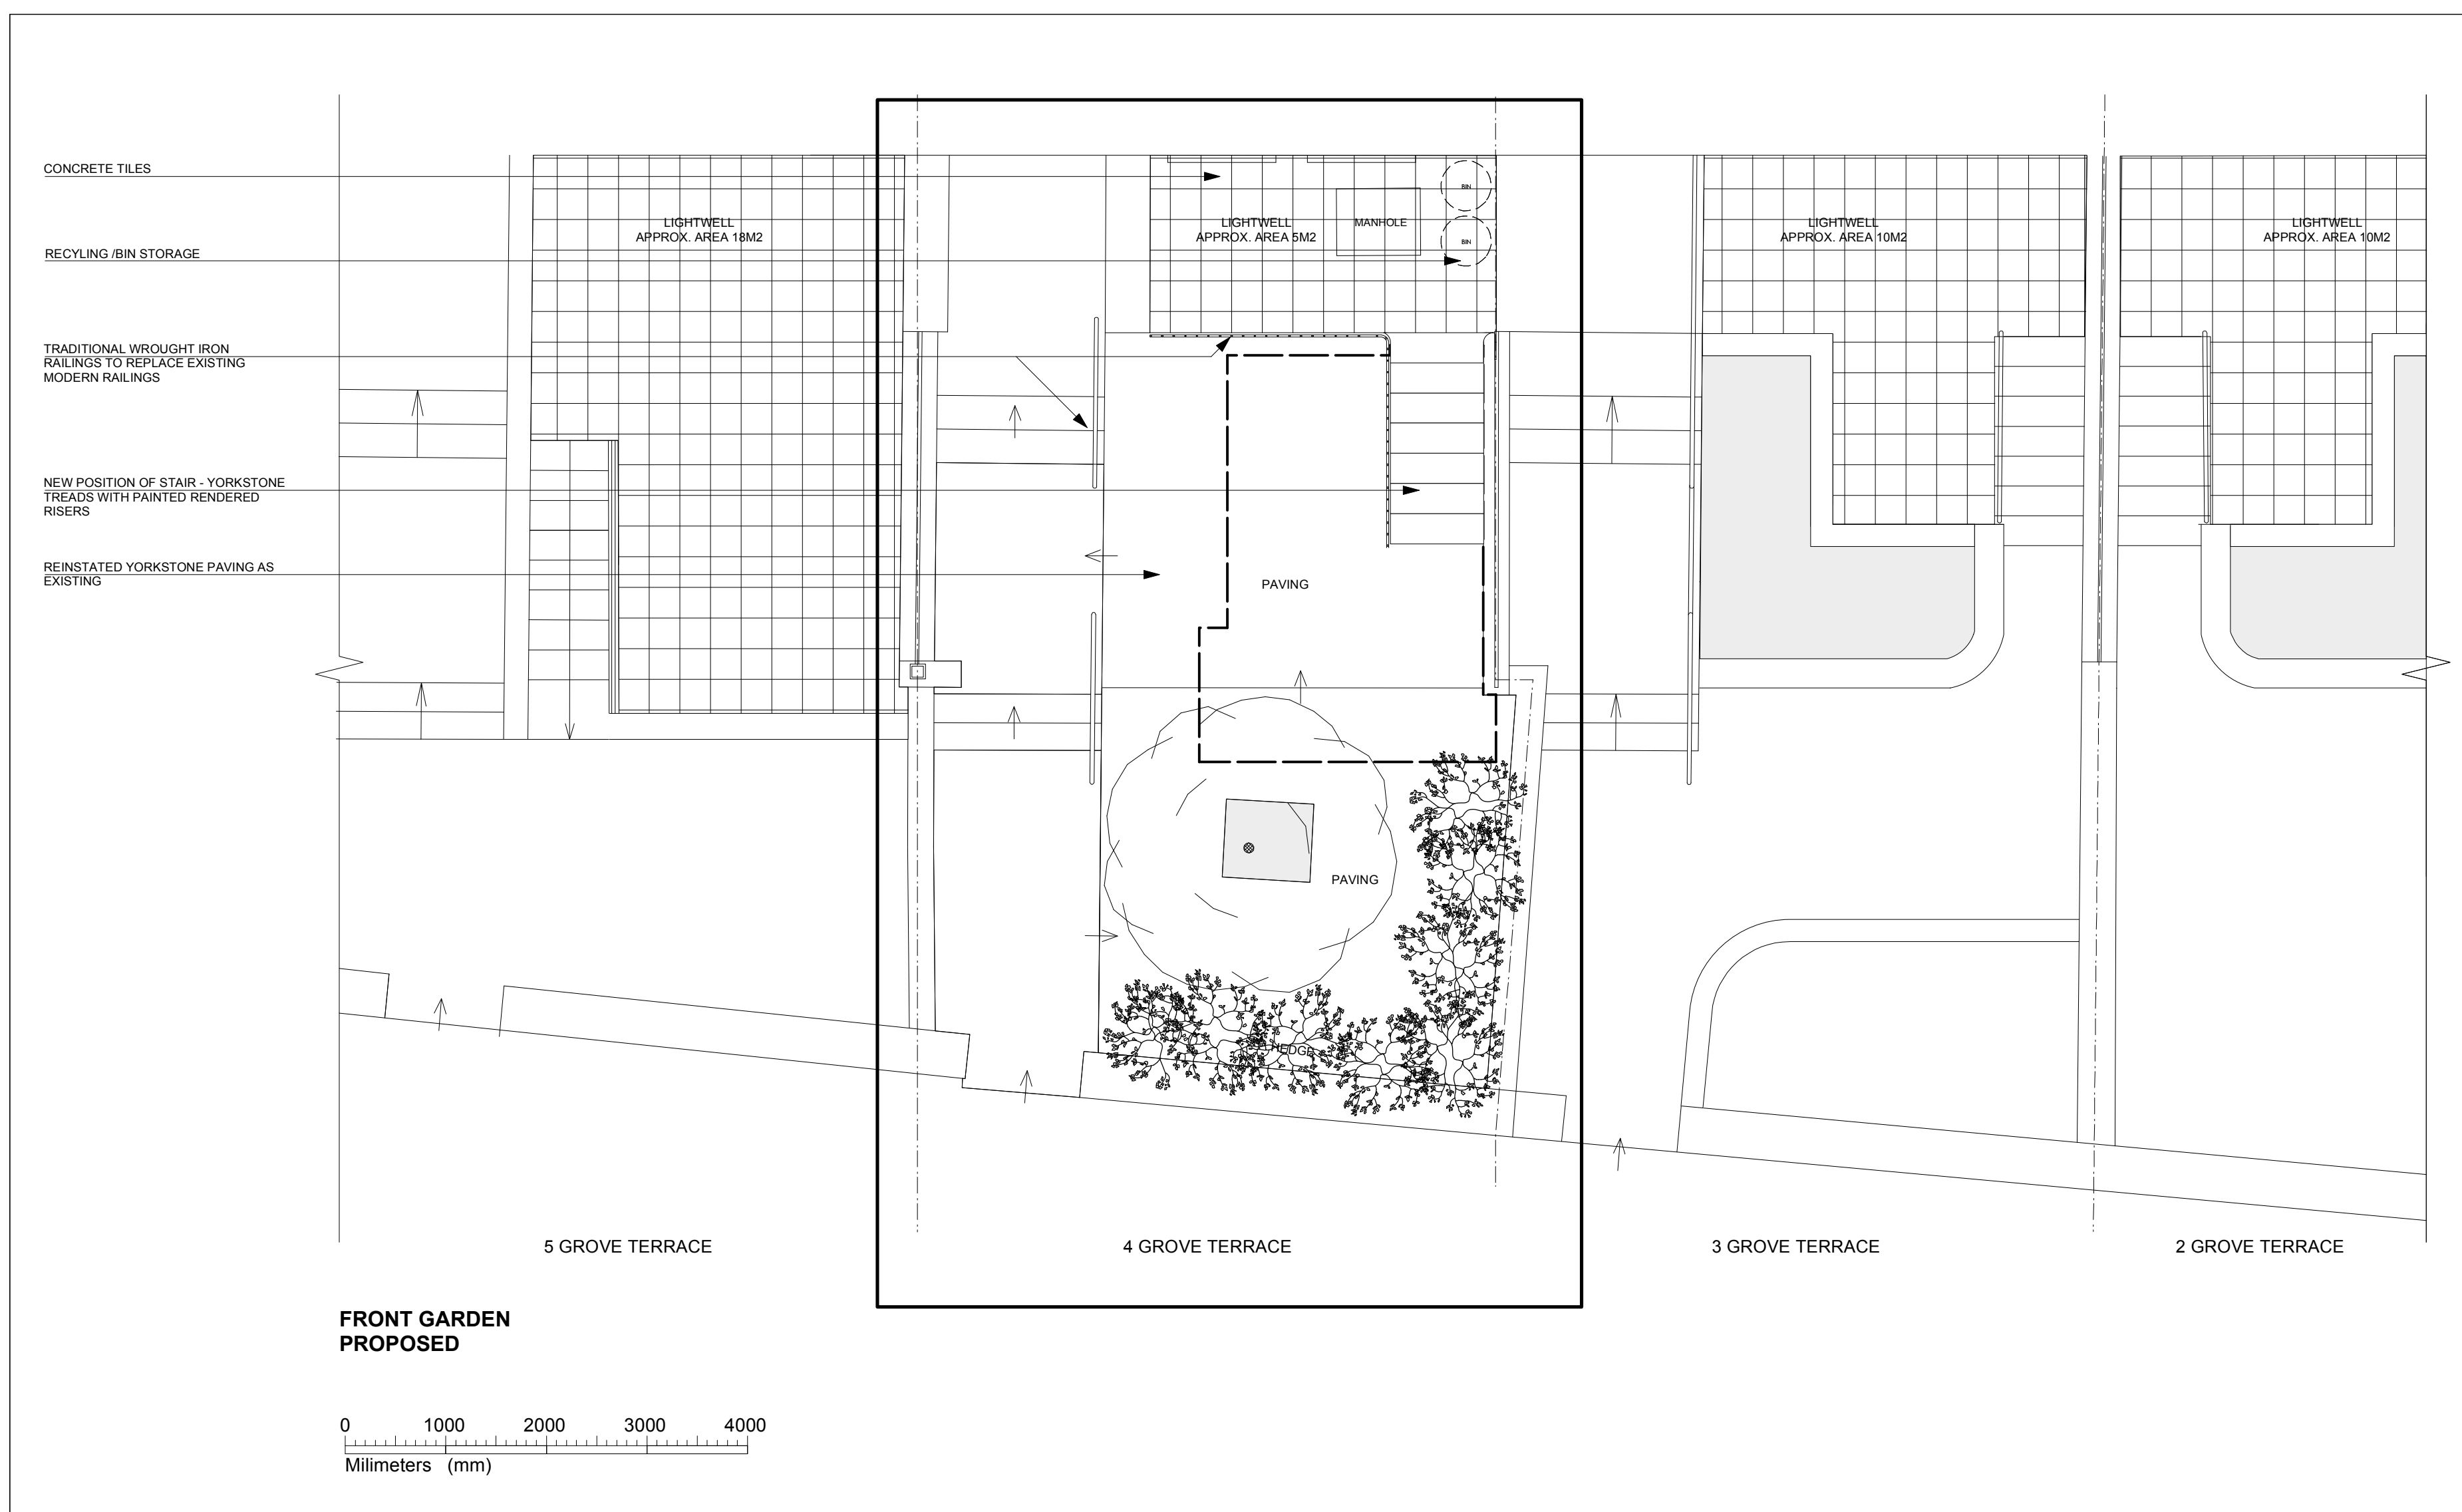 CONCRETE TILES
RECYLING /BIN STORAGE
TRADITIONAL WROUGHT IRON
RAILINGS TO REPLACE EXISTING
MODERN RAILINGS
NEW POSITION OF STAIR - YORKSTONE
TREADS WITH PAINTED RENDERED
RISERS
REINSTATED YORKSTONE PAVING AS
EXISTING
LIGHTWELL
APPROX. AREA 18M2
LIGHTWELL
APPROX. AREA 5M2
MANHOLE
BIN
BIN
LIGHTWELL
APPROX. AREA 10M2
LIGHTWELL
APPROX. AREA 10M2
PAVING
PAVING
HEDGE
5 GROVE TERRACE
4 GROVE TERRACE
3 GROVE TERRACE
2 GROVE TERRACE
FRONT GARDEN
PROPOSED
0 1000 2000 3000 4000
Milimeters (mm)